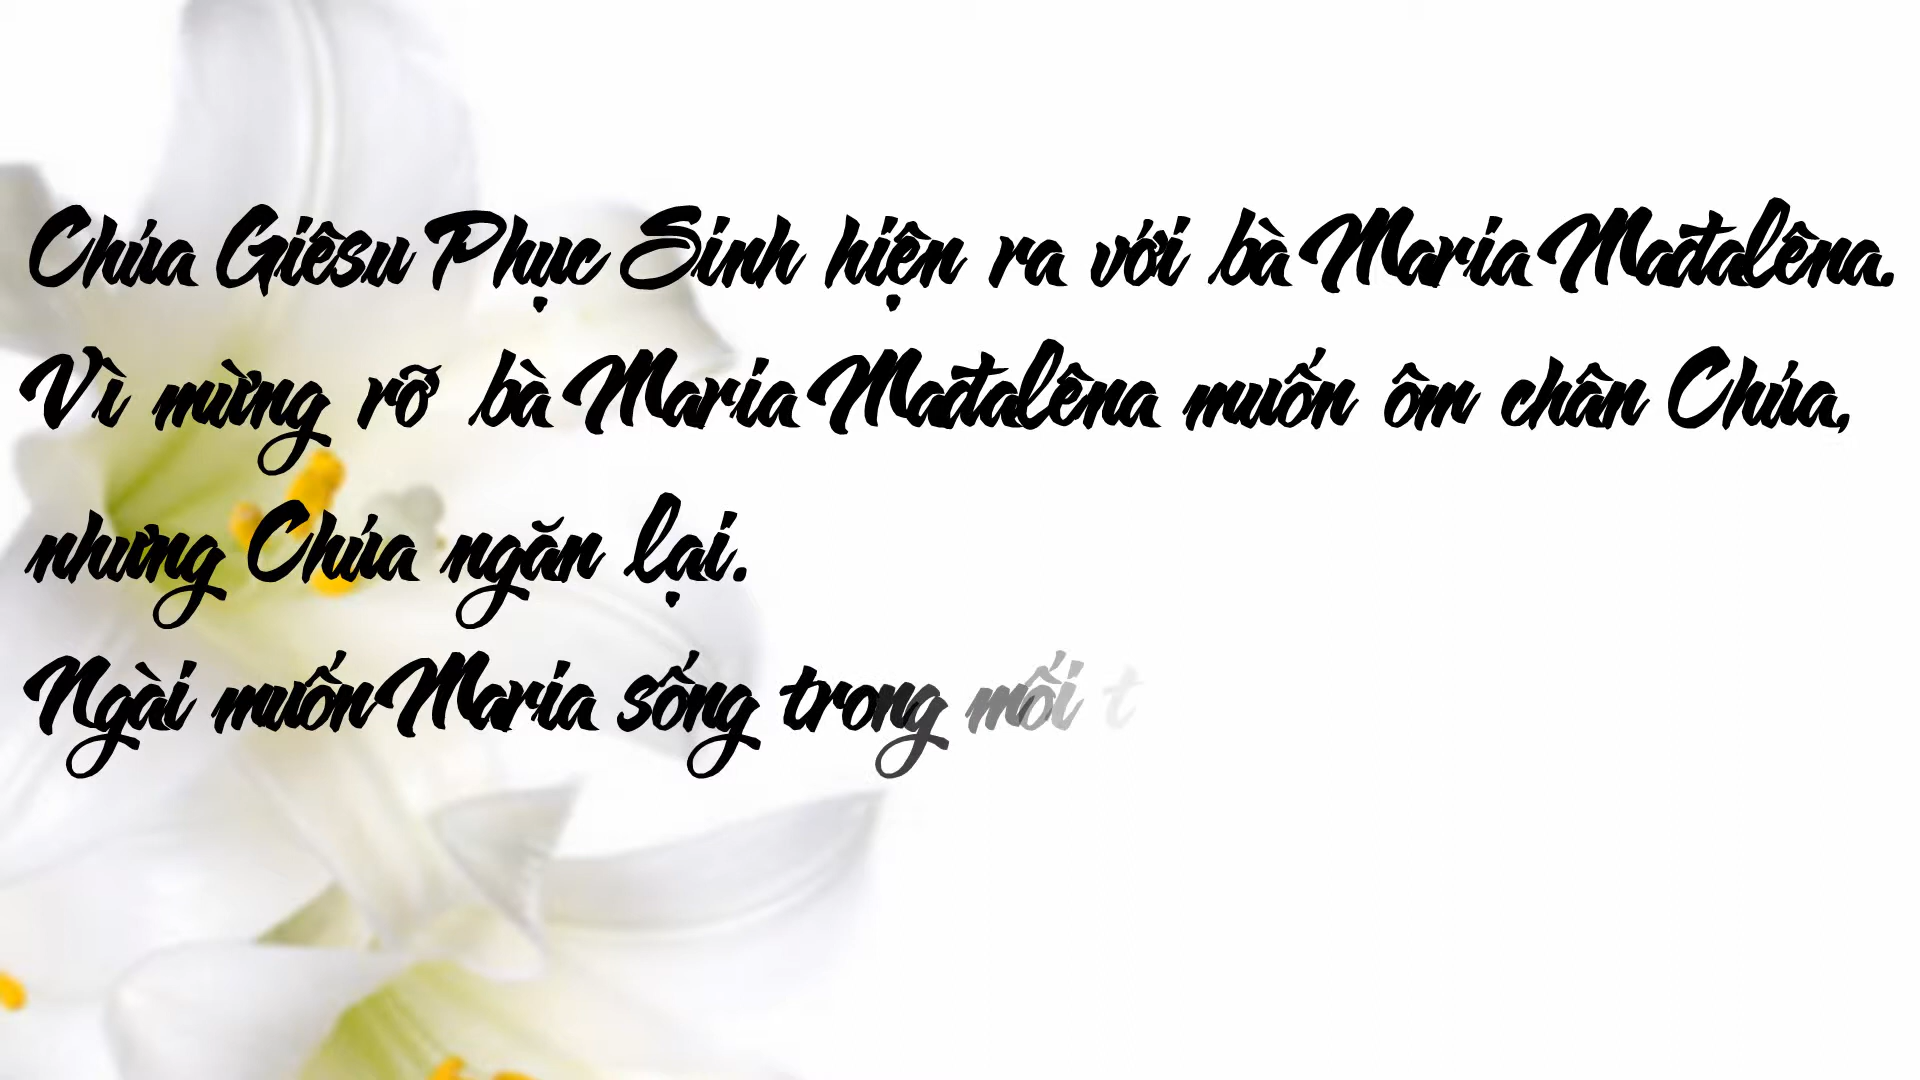 Chúa Giêsu Phục Sinh hiện ra với bà Maria Mađalêna.
Vì mừng rỡ bà Maria Mađalêna muốn ôm chân Chúa,
nhưng Chúa ngăn lại.
Ngài muốn Maria sống trong mối t